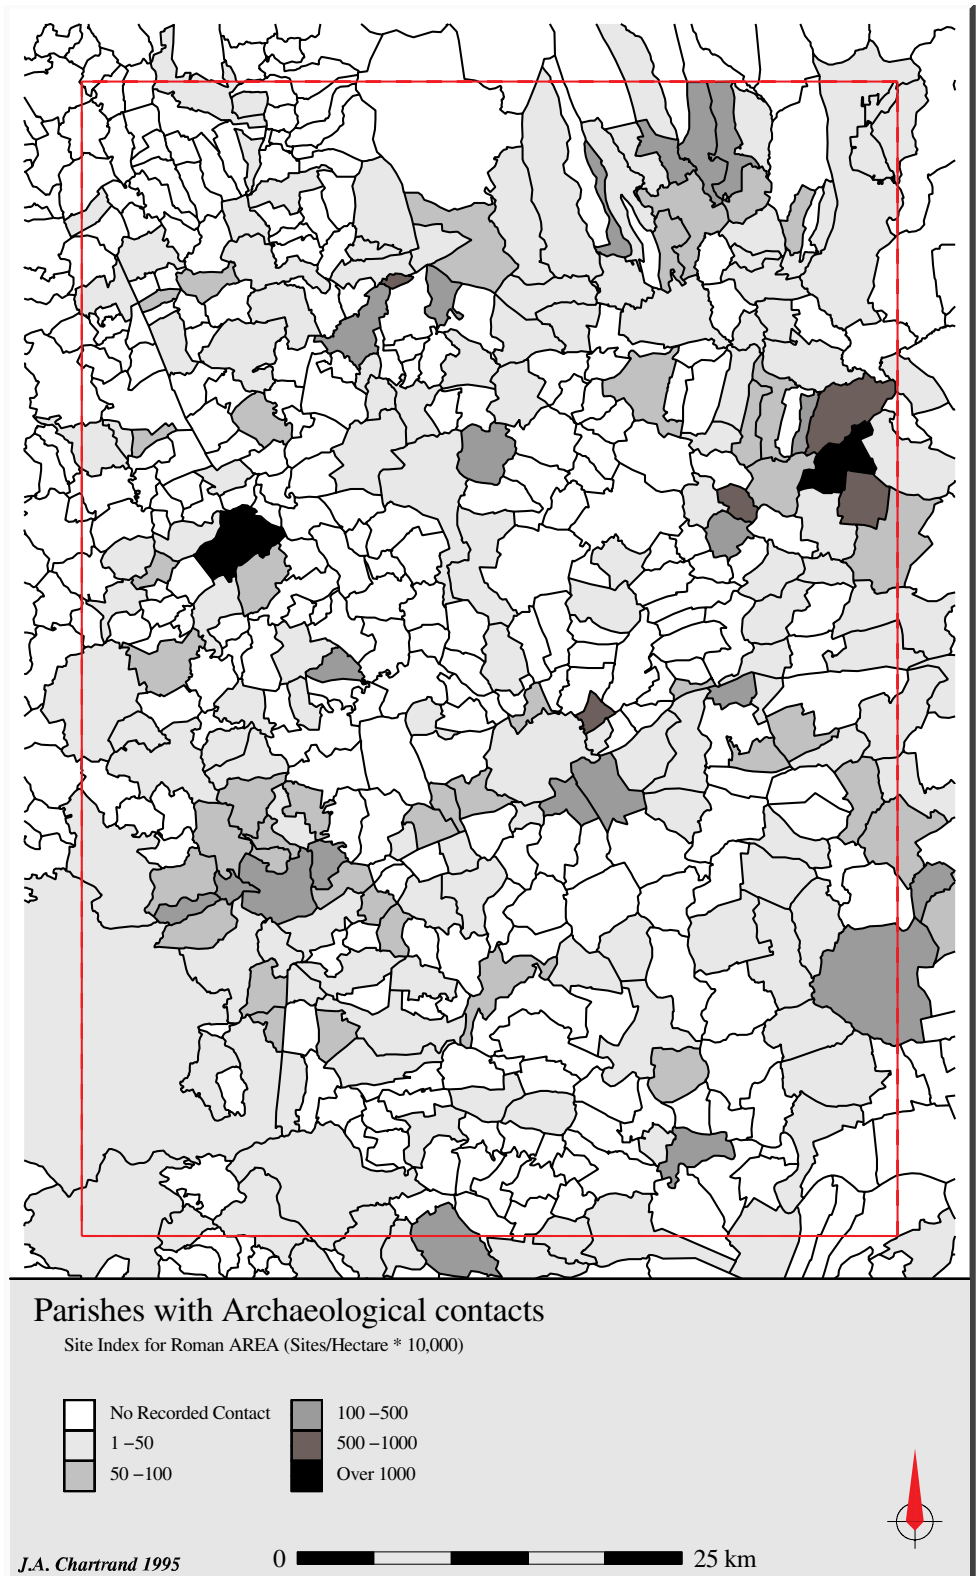 Parishes with Archaeological contacts
Site Index for Roman AREA (Sites/Hectare * 10,000)
No Recorded Contact
1 –50
50 –100
100 –500
500 –1000
Over 1000
J.A. Chartrand 1995
0
25 km